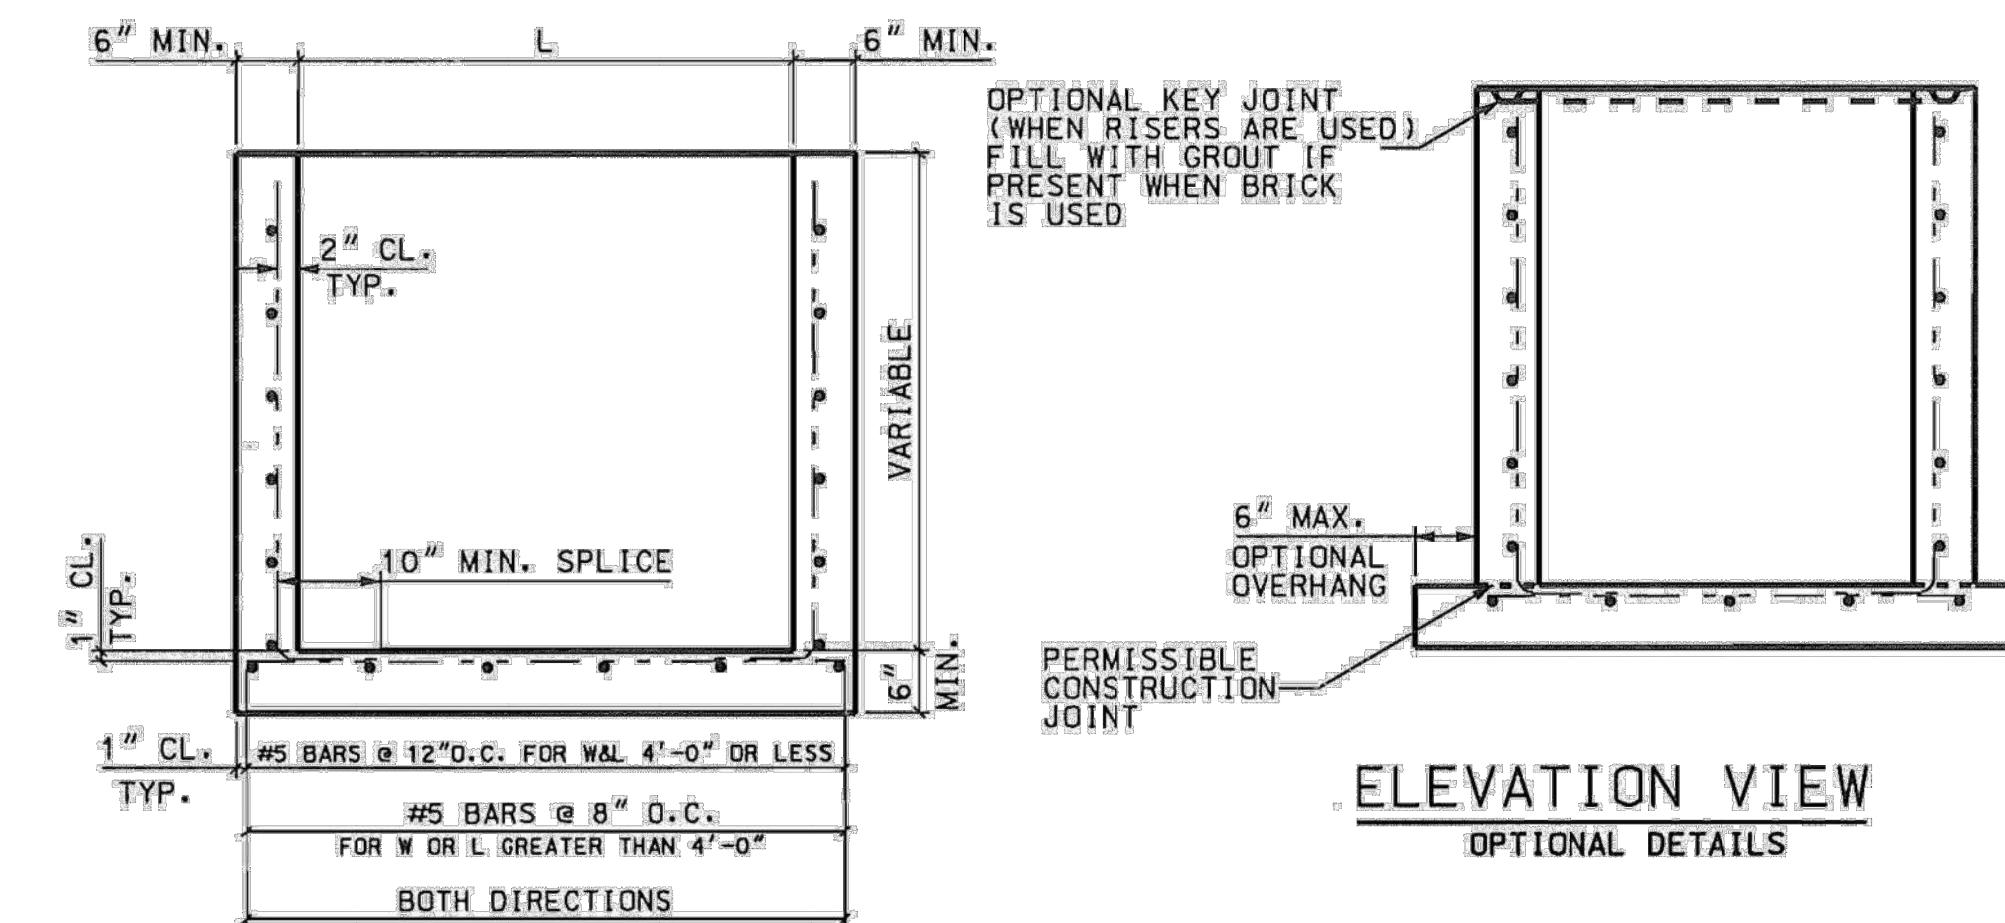 6" MIN.
L
6" MIN.
OPTIONAL KEY JOINT
(WHEN RISERS ARE USED)
FILL WITH GROUT IF
PRESENT WHEN BRICK
IS USED
2" CL.
TYP.
VARIABLE
6" MAX.
OPTIONAL
OVERHANG
10" MIN. SPLICE
1" CL.
TYP.
6"
MIN.
PERMISSIBLE
CONSTRUCTION
JOINT
1" CL.
TYP.
#5 BARS @ 12"O.C. FOR W&L 4'-0" OR LESS
#5 BARS @ 8" O.C.
FOR W OR L GREATER THAN 4'-0"
BOTH DIRECTIONS
ELEVATION VIEW
OPTIONAL DETAILS